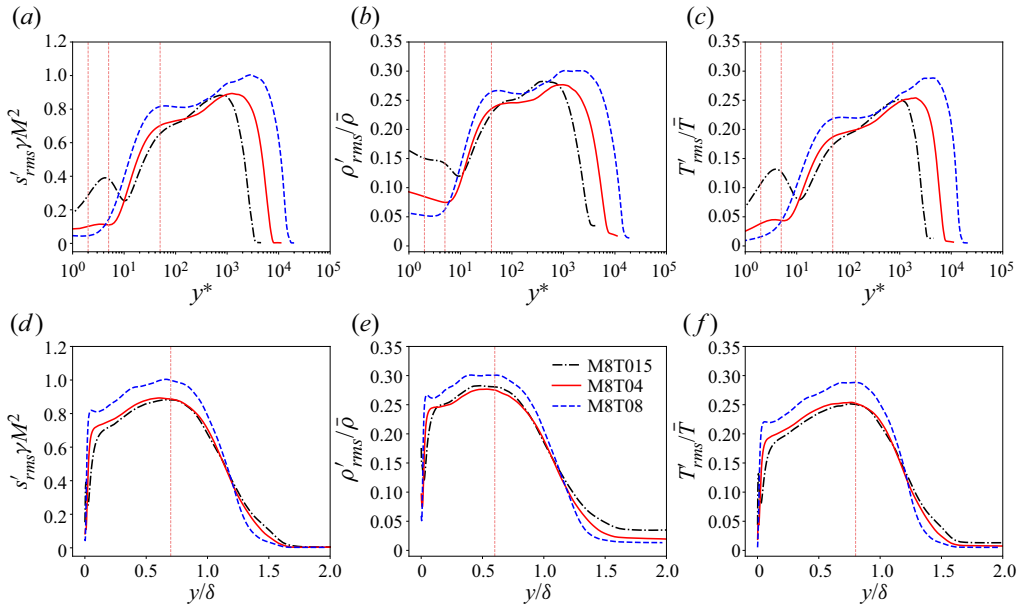 (a) (b) (c)
s′rms γM² ρ′rms/ρ̄ T′rms/T̄
1.2 0.35 0.30
1.0 0.30 0.25
0.8 0.25 0.20
0.6 0.20 0.15
0.4 0.15 0.10
0.2 0.10 0.05
0 0.05 0
0
10⁰ 10¹ 10² 10³ 10⁴ 10⁵ 10⁰ 10¹ 10² 10³ 10⁴ 10⁵ 10⁰ 10¹ 10² 10³ 10⁴ 10⁵
y* y* y*
(d) (e) (f)
s′rms γM² ρ′rms/ρ̄ T′rms/T̄
1.2 0.35 0.35
1.0 0.30 0.30
0.8 0.25 0.25
0.6 0.20 0.20
0.4 0.15 0.15
0.2 0.10 0.10
0 0.05 0.05
0 0
M8T015
M8T04
M8T08
0 0.5 1.0 1.5 2.0 0 0.5 1.0 1.5 2.0 0 0.5 1.0 1.5 2.0
y/δ y/δ y/δ